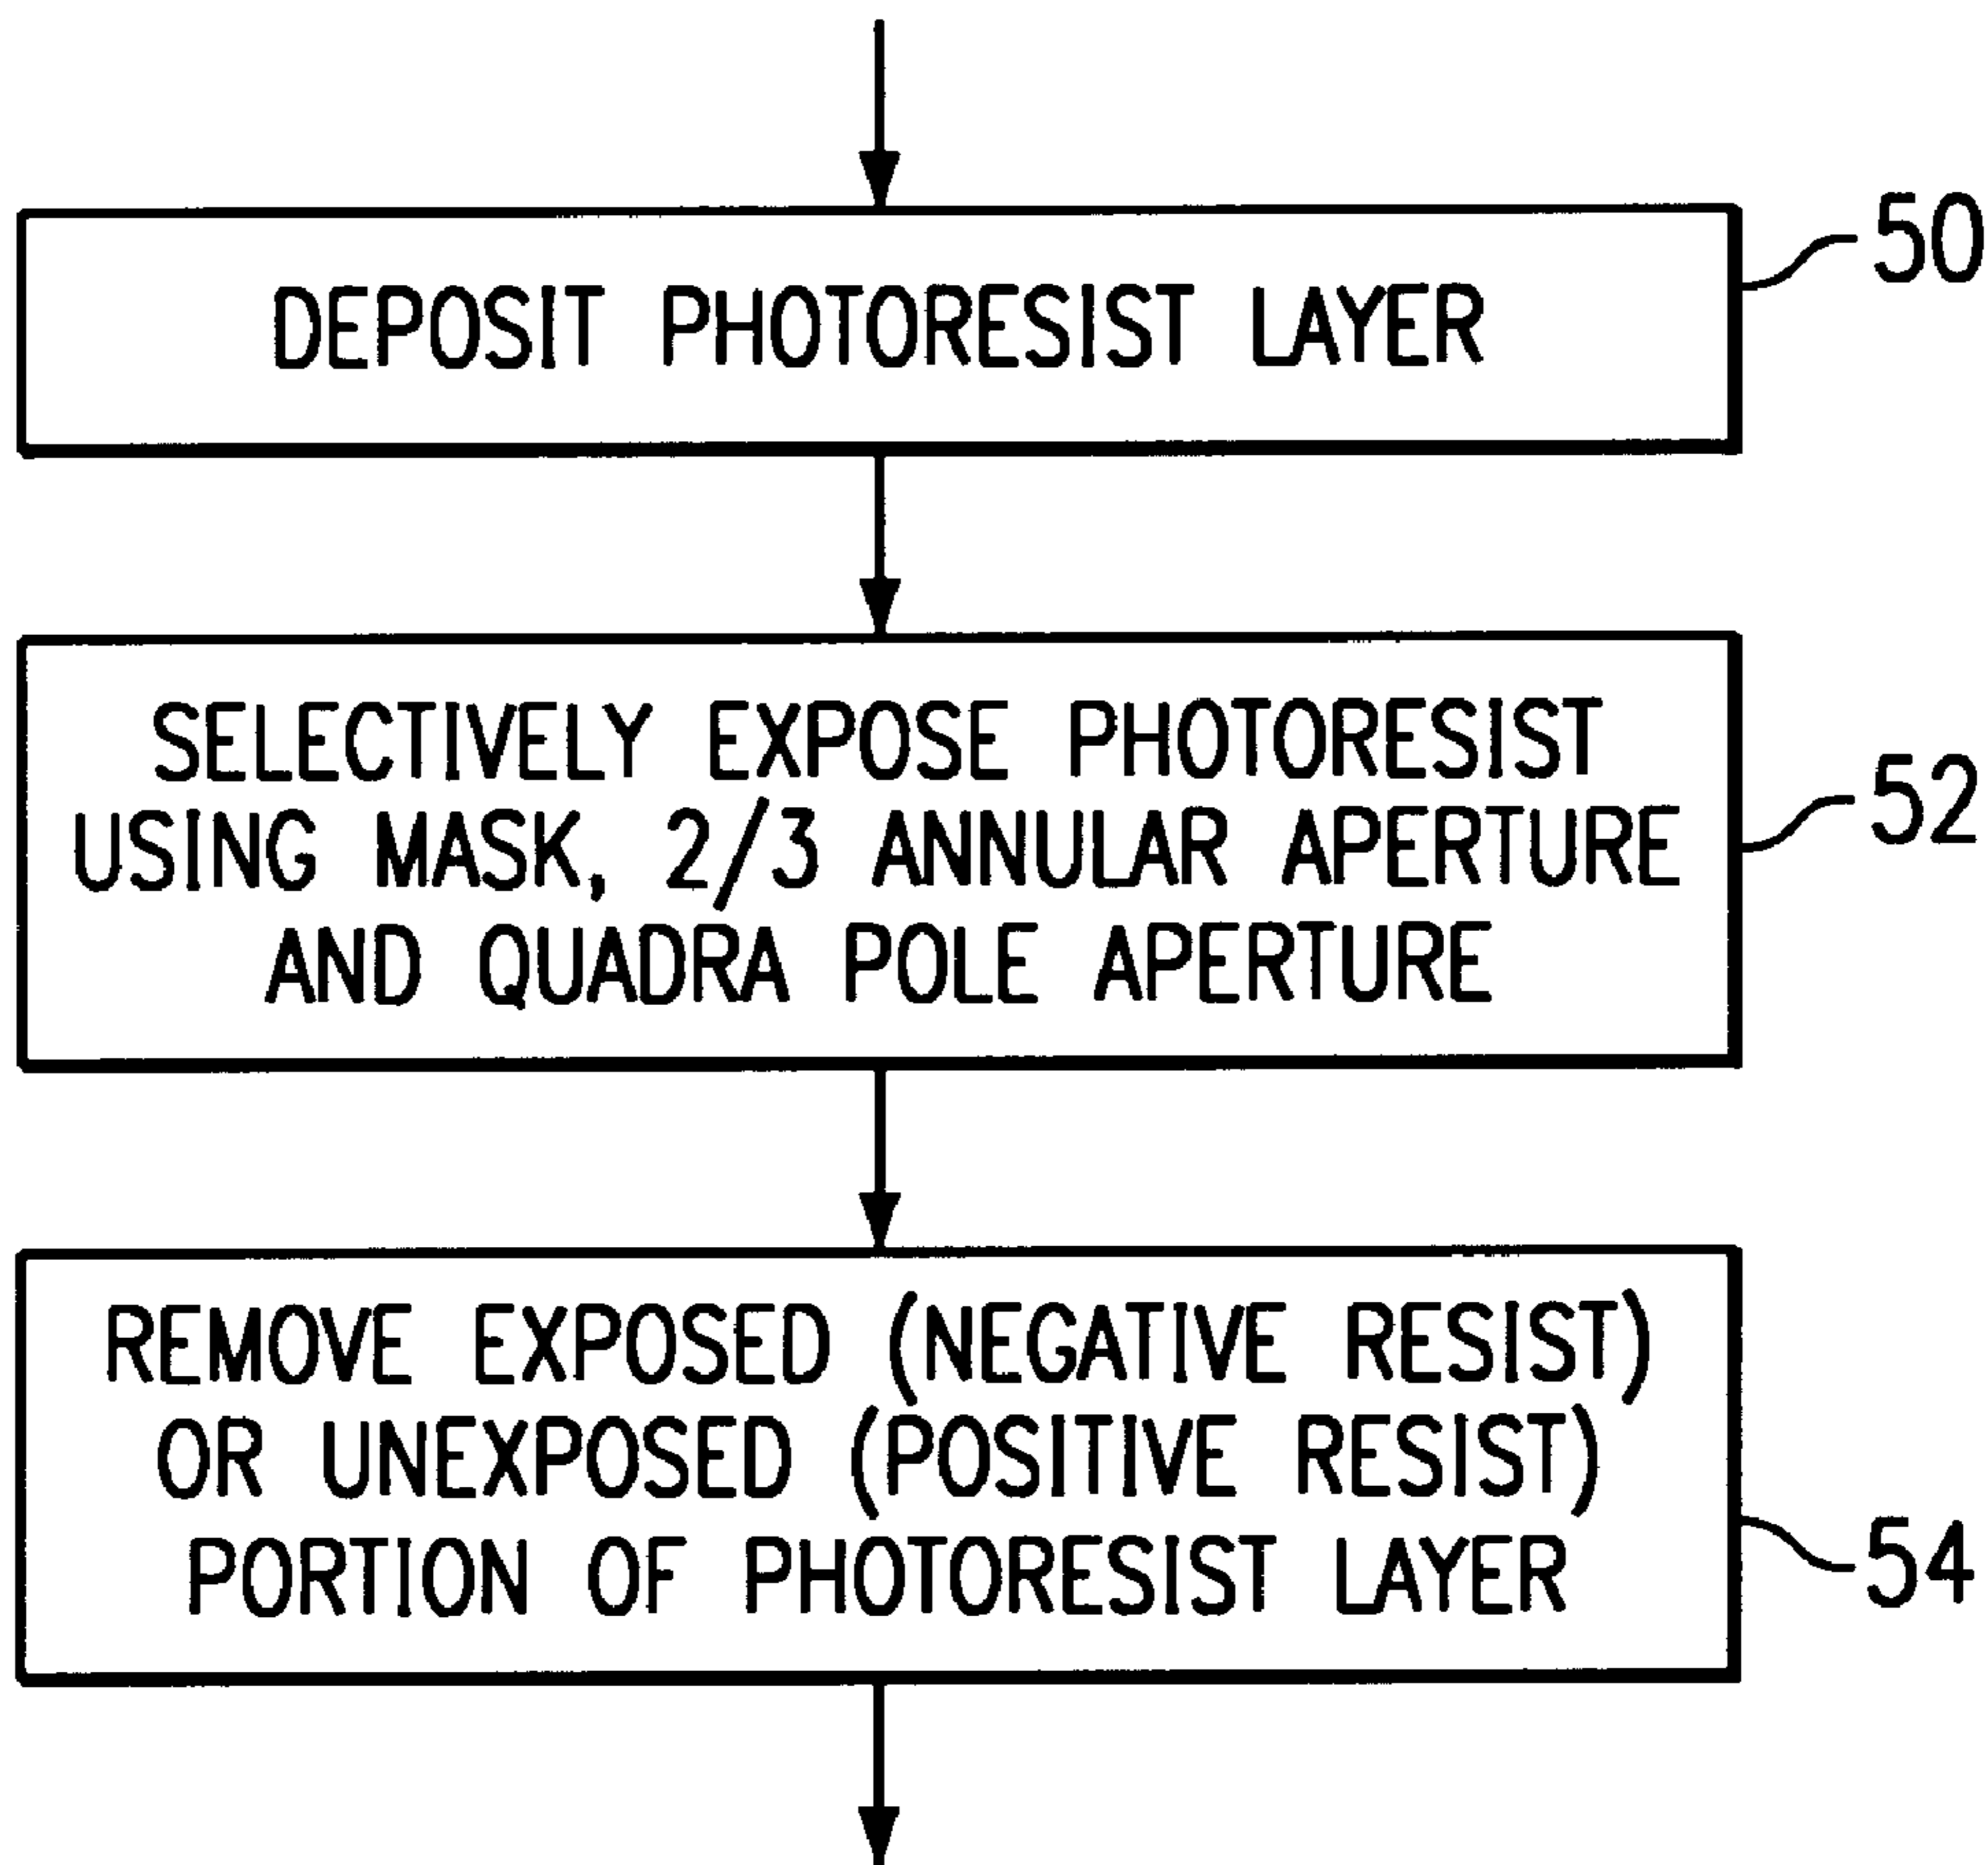 DEPOSIT PHOTORESIST LAYER
50
SELECTIVELY EXPOSE PHOTORESIST
USING MASK, 2/3 ANNULAR APERTURE
AND QUADRA POLE APERTURE
52
REMOVE EXPOSED (NEGATIVE RESIST)
OR UNEXPOSED (POSITIVE RESIST)
PORTION OF PHOTORESIST LAYER
54